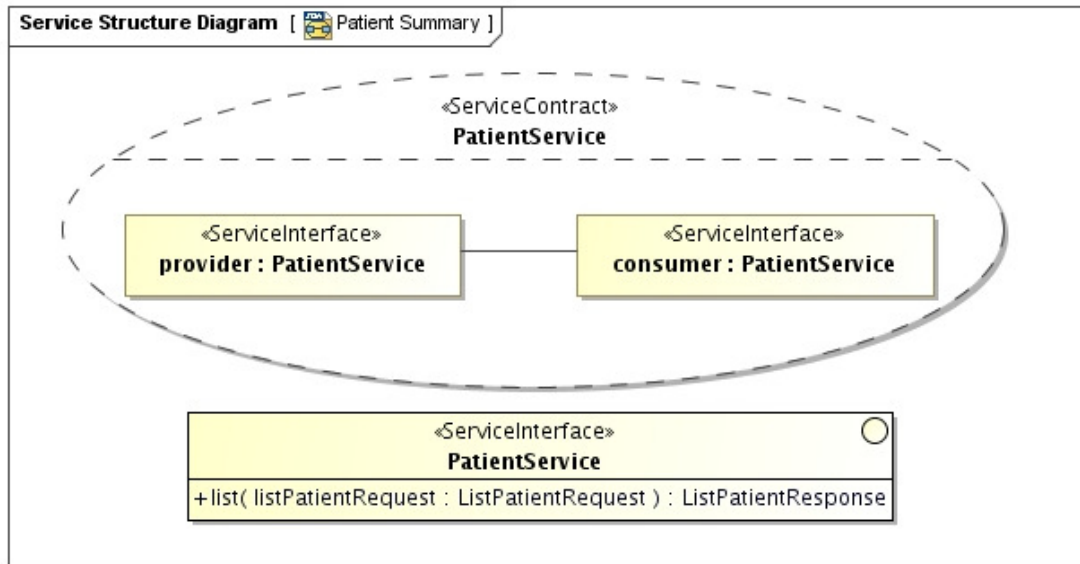 Service Structure Diagram [ Patient Summary ]
«ServiceContract»
PatientService
«ServiceInterface»
provider : PatientService
«ServiceInterface»
consumer : PatientService
«ServiceInterface»
PatientService
+list( listPatientRequest : ListPatientRequest ) : ListPatientResponse